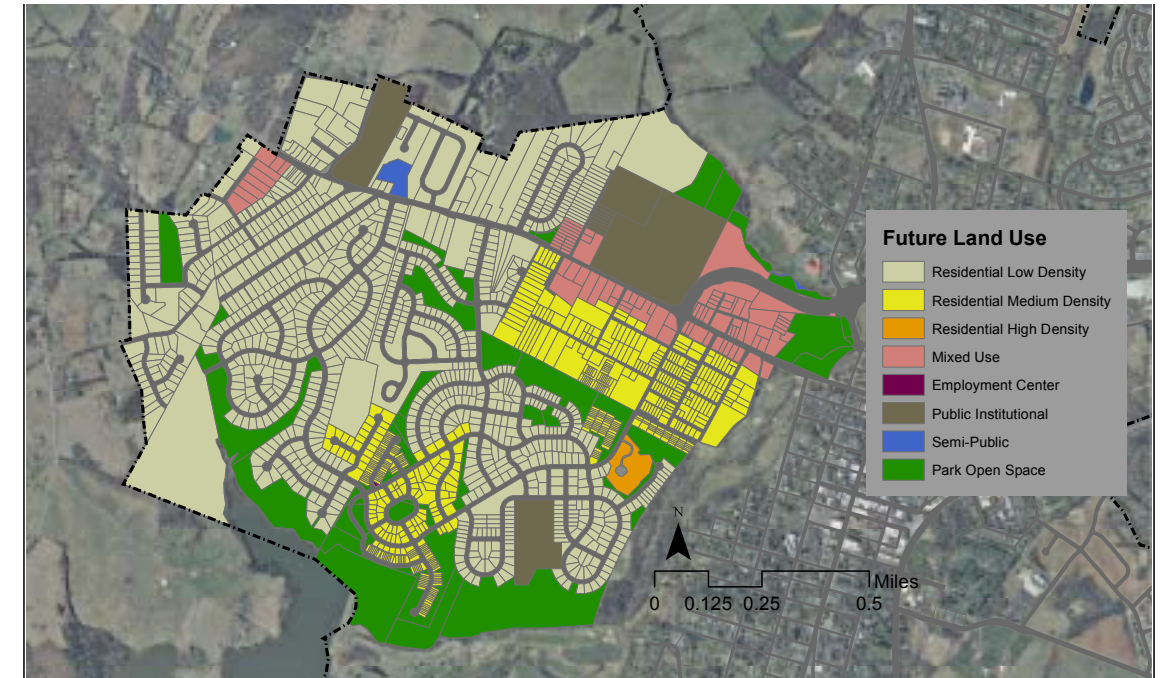 Future Land Use
Residential Low Density
Residential Medium Density
Residential High Density
Mixed Use
Employment Center
Public Institutional
Semi-Public
Park Open Space
N
Miles
0 0.125 0.25 0.5